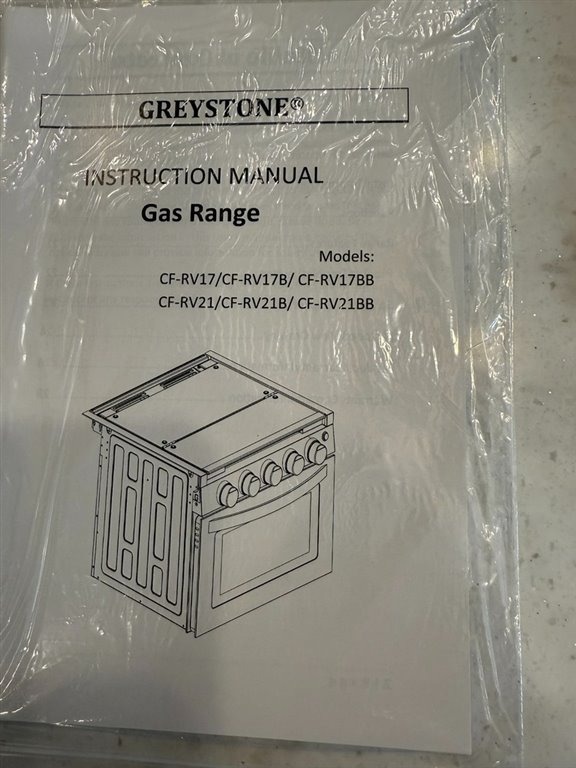 GREYSTONE®
INSTRUCTION MANUAL
Gas Range
Models:
CF-RV17/CF-RV17B/ CF-RV17BB
CF-RV21/CF-RV21B/ CF-RV21BB